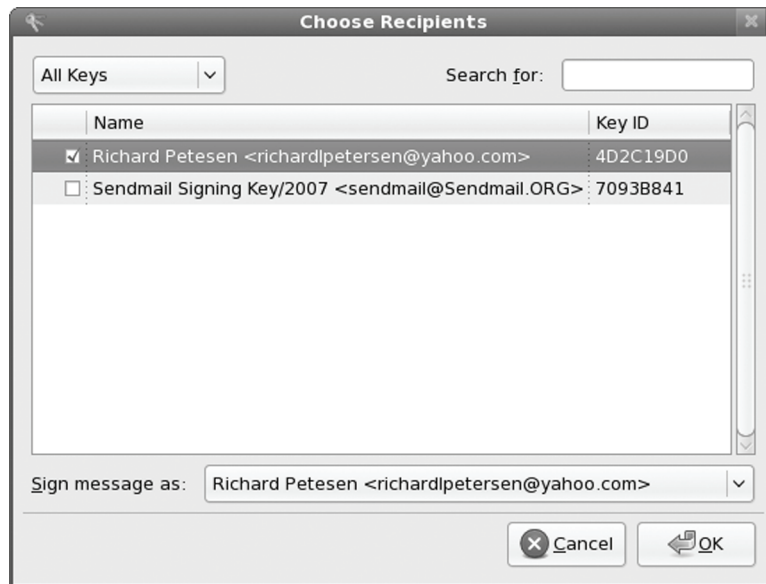 Choose Recipients
All Keys
Search for:
Name Key ID
Richard Petesen <richardlpetersen@yahoo.com> 4D2C19D0
Sendmail Signing Key/2007 <sendmail@Sendmail.ORG> 7093B841
Sign message as: Richard Petesen <richardlpetersen@yahoo.com>
Cancel OK